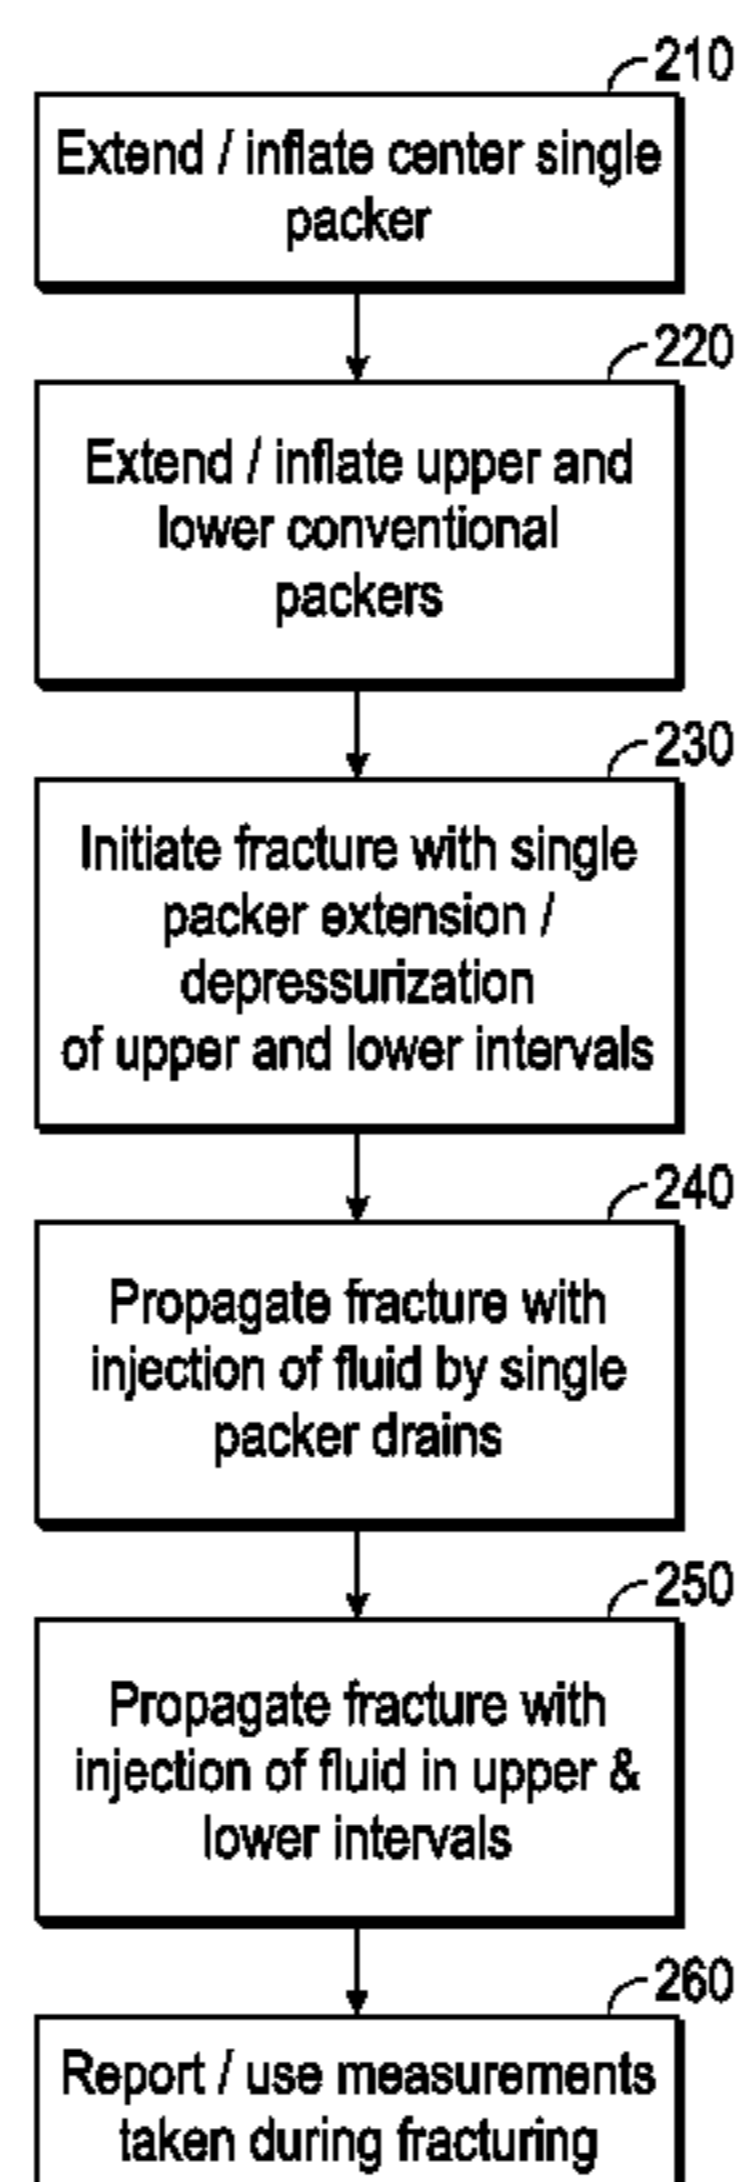 210
Extend / inflate center single
packer
220
Extend / inflate upper and
lower conventional
packers
230
Initiate fracture with single
packer extension /
depressurization
of upper and lower intervals
240
Propagate fracture with
injection of fluid by single
packer drains
250
Propagate fracture with
injection of fluid in upper &
lower intervals
260
Report / use measurements
taken during fracturing